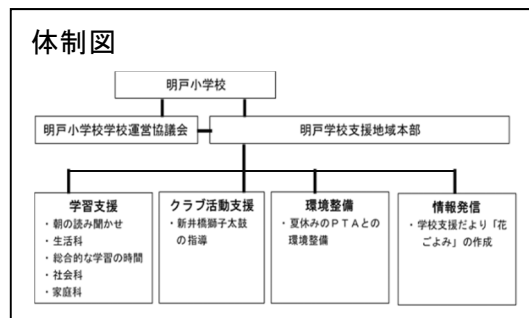 体制図
明戸小学校
明戸小学校学校運営協議会
明戸学校支援地域本部
学習支援
・朝の読み聞かせ
・生活科
・総合的な学習の時間
・社会科
・家庭科
クラブ活動支援
・新井橋獅子太鼓
の指導
環境整備
・夏休みのＰＴＡとの
環境整備
情報発信
・学校支援だより「花
ごよみ」の作成